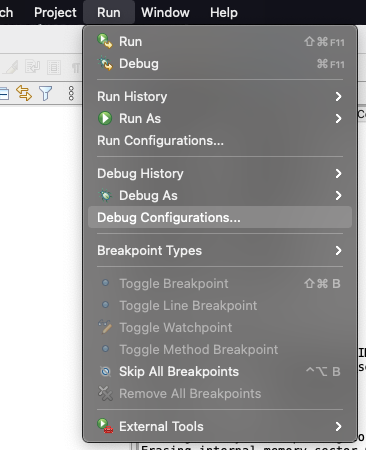 ch Project Run Window Help
Run ⇧⌘F11
Debug ⌘F11
Run History
Run As
Run Configurations...
Debug History
Debug As
Debug Configurations...
Breakpoint Types
Toggle Breakpoint ⇧⌘ B
Toggle Line Breakpoint
Toggle Watchpoint
Toggle Method Breakpoint
Skip All Breakpoints ^⌥ B
Remove All Breakpoints
External Tools
Erasing internal memory sector